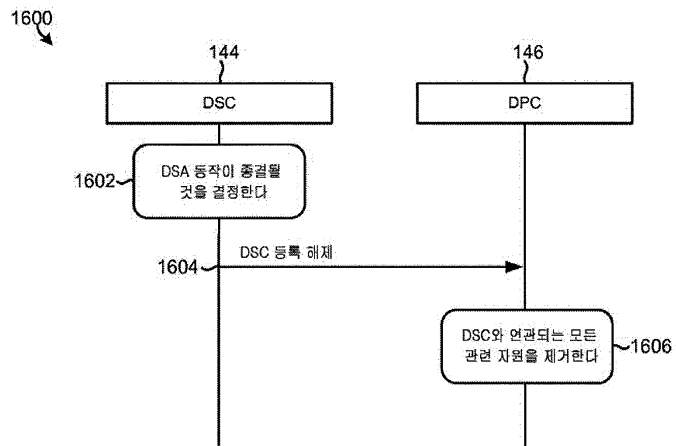 1600
144
146
DSC
DPC
1602
DSA 동작이 종결될
것을 결정한다
1604
DSC 등록 해제
DSC와 연관되는 모든
관련 자원을 제거한다
1606